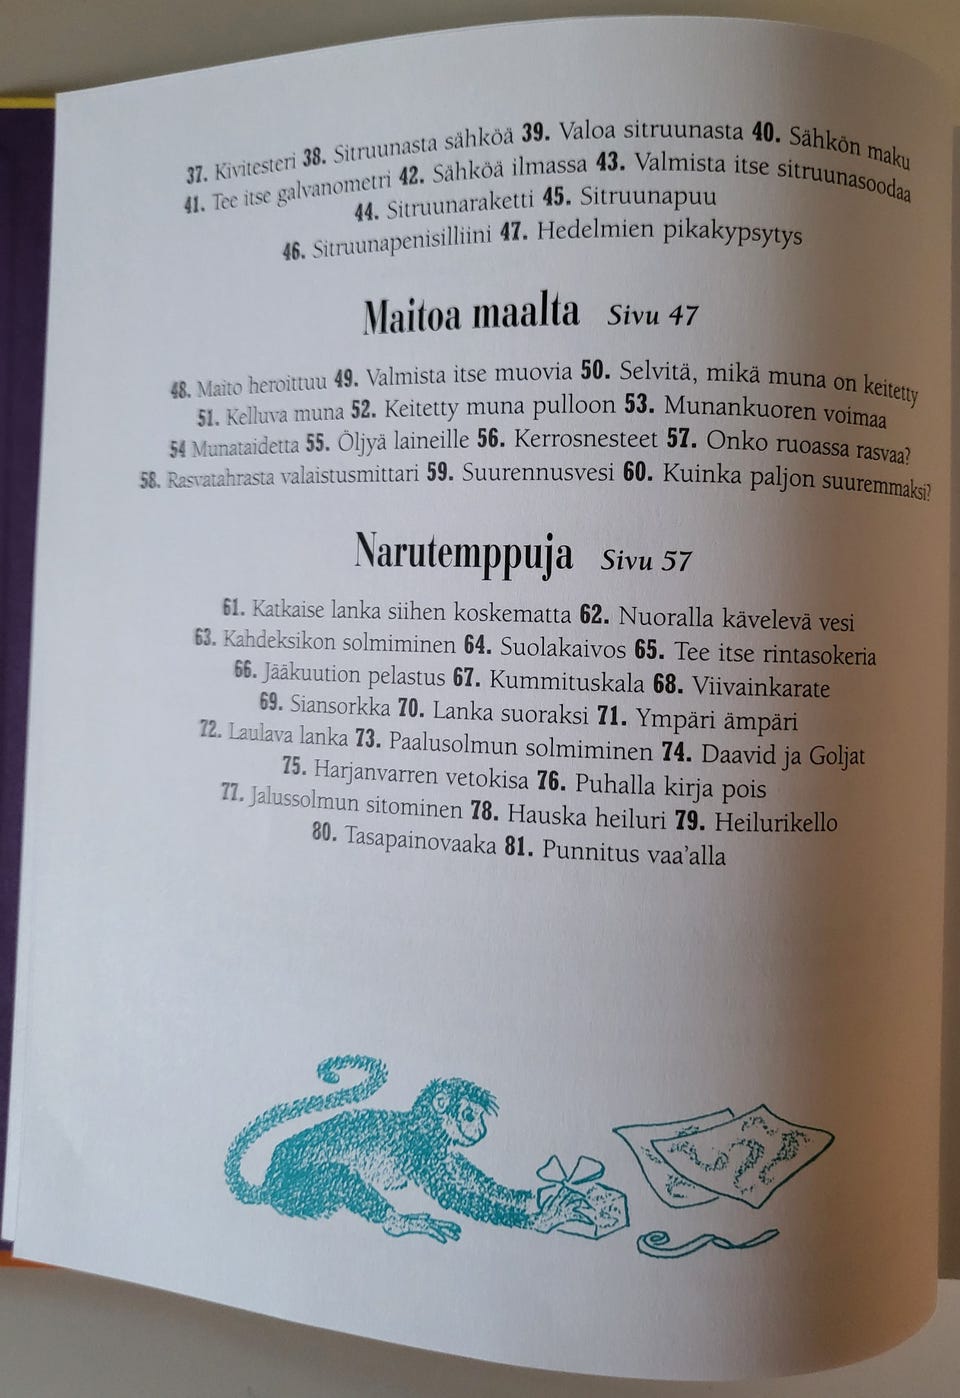 37. Kivitesteri 38. Sitruunasta sähköä 39. Valoa sitruunasta 40. Sähkön maku
41. Tee itse galvanometri 42. Sähköä ilmassa 43. Valmista itse sitruunasoodaa
44. Sitruunaraketti 45. Sitruunapuu
46. Sitruunapenisilliini 47. Hedelmien pikakypsytys
Maitoa maalta Sivu 47
48. Maito heroittuu 49. Valmista itse muovia 50. Selvitä, mikä muna on keitetty
51. Kelluva muna 52. Keitetty muna pulloon 53. Munankuoren voimaa
54 Munataidetta 55. Öljyä laineille 56. Kerrosnesteet 57. Onko ruoassa rasvaa?
58. Rasvatahrasta valaistusmittari 59. Suurennusvesi 60. Kuinka paljon suuremmaksi?
Narutemppuja Sivu 57
61. Katkaise lanka siihen koskematta 62. Nuoralla kävelevä vesi
63. Kahdeksikon solmiminen 64. Suolakaivos 65. Tee itse rintasokeria
66. Jääkuution pelastus 67. Kummituskala 68. Viivainkarate
69. Siansorkka 70. Lanka suoraksi 71. Ympäri ämpäri
72. Laulava lanka 73. Paalusolmun solmiminen 74. Daavid ja Goljat
75. Harjanvarren vetokisa 76. Puhalla kirja pois
77. Jalussolmun sitominen 78. Hauska heiluri 79. Heilurikello
80. Tasapainovaaka 81. Punnitus vaa'alla